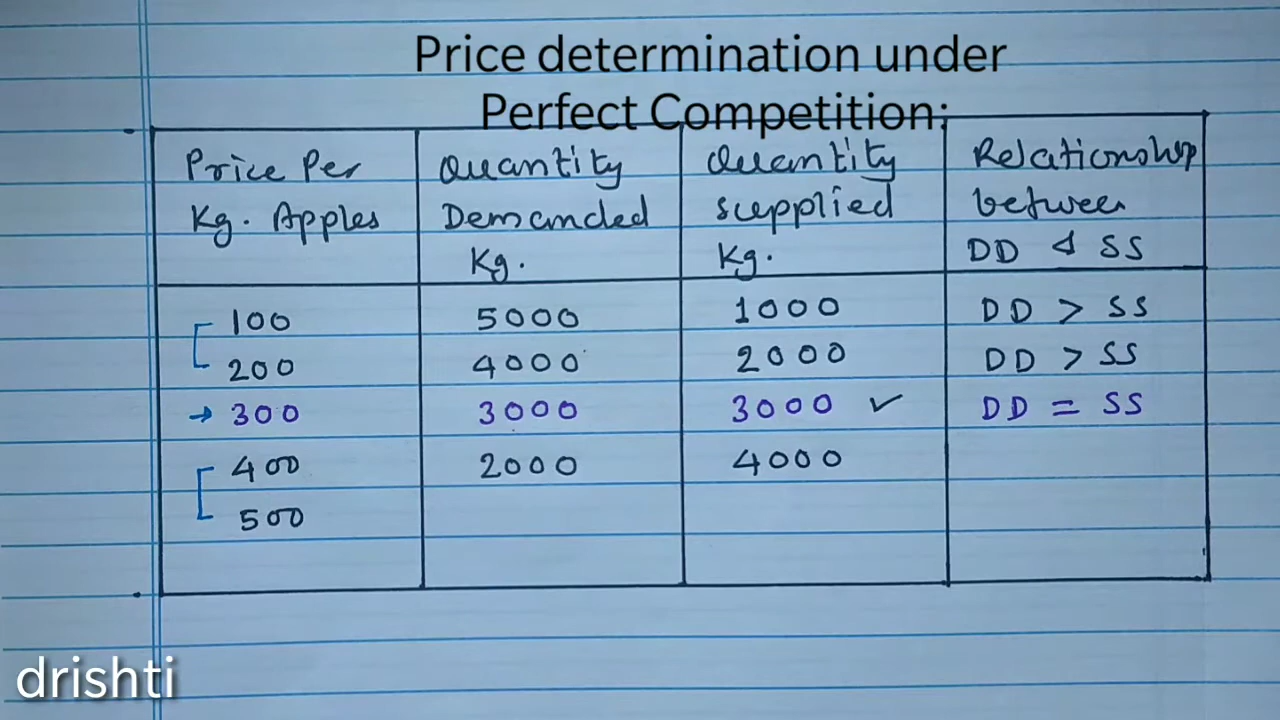 Price determination under
Perfect Competition:
Price Per
Kg. Apples
Quantity
Demanded
Kg.
Quantity
supplied
Kg.
Relationship
between
DD & SS
100 5000 1000 DD > SS
200 4000 2000 DD > SS
→ 300 3000 3000 ✓ DD = SS
400 2000 4000
500
drishti